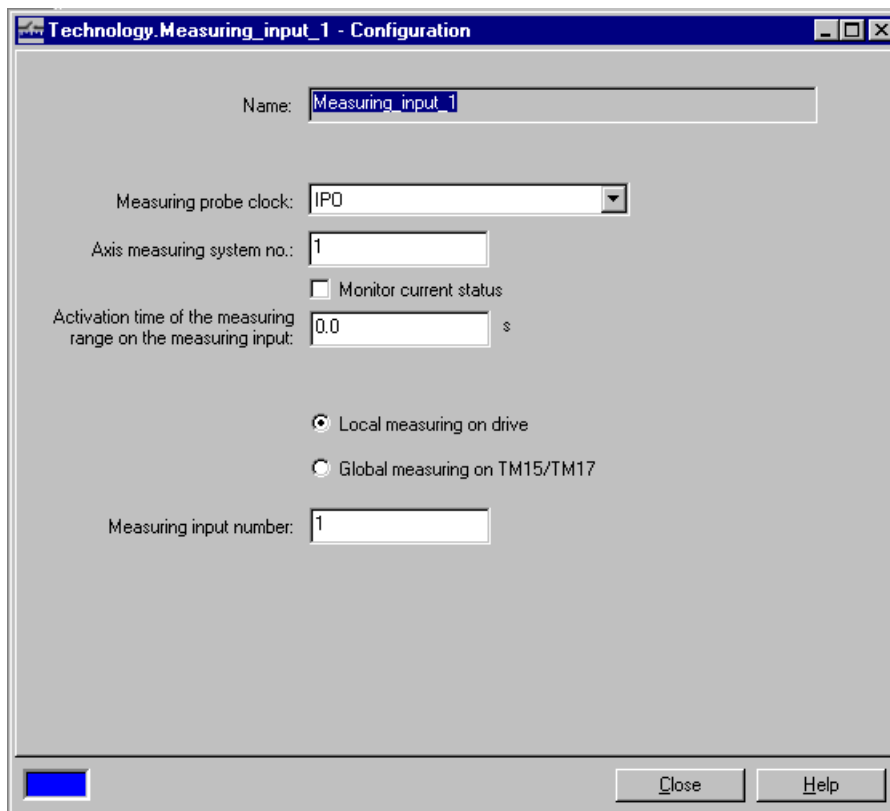 Technology.Measuring_input_1 - Configuration
Name: Measuring_input_1
Measuring probe clock: IPO
Axis measuring system no.: 1
Monitor current status
Activation time of the measuring
range on the measuring input: 0.0 s
Local measuring on drive
Global measuring on TM15/TM17
Measuring input number: 1
Close Help